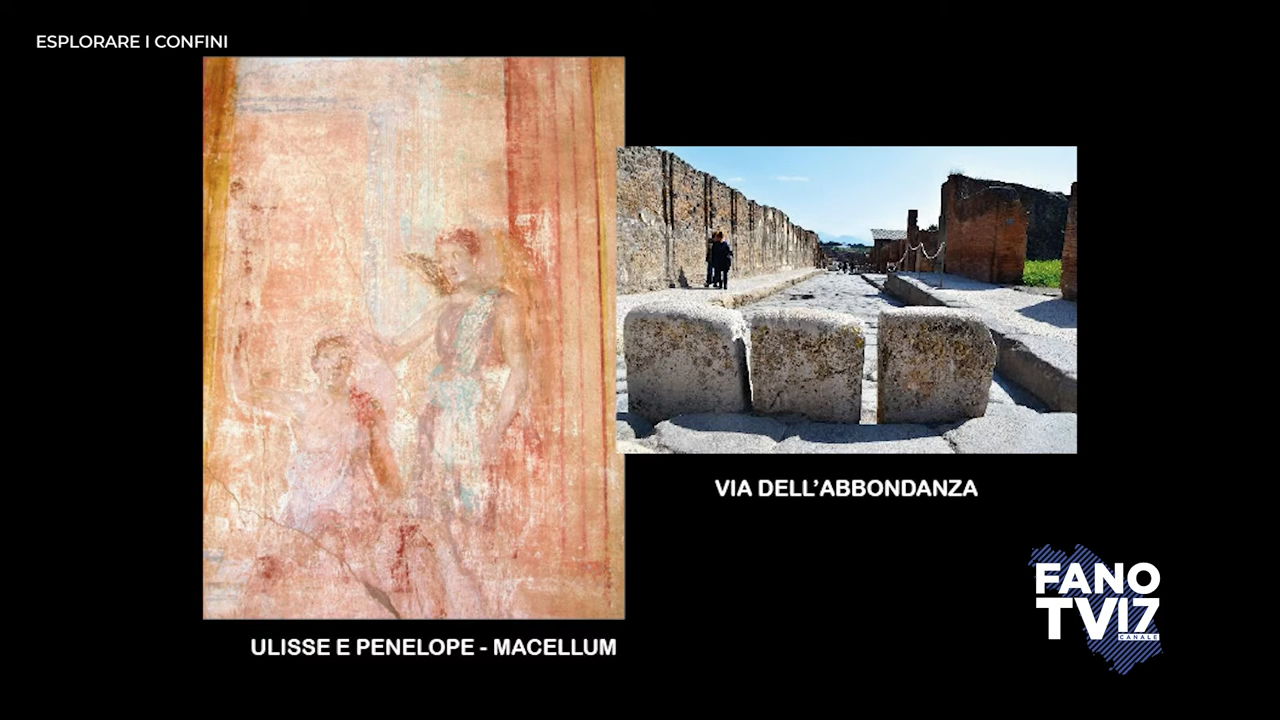 ESPLORARE I CONFINI
VIA DELL'ABBONDANZA
FANO
TV17
CANALE
ULISSE E PENELOPE - MACELLUM